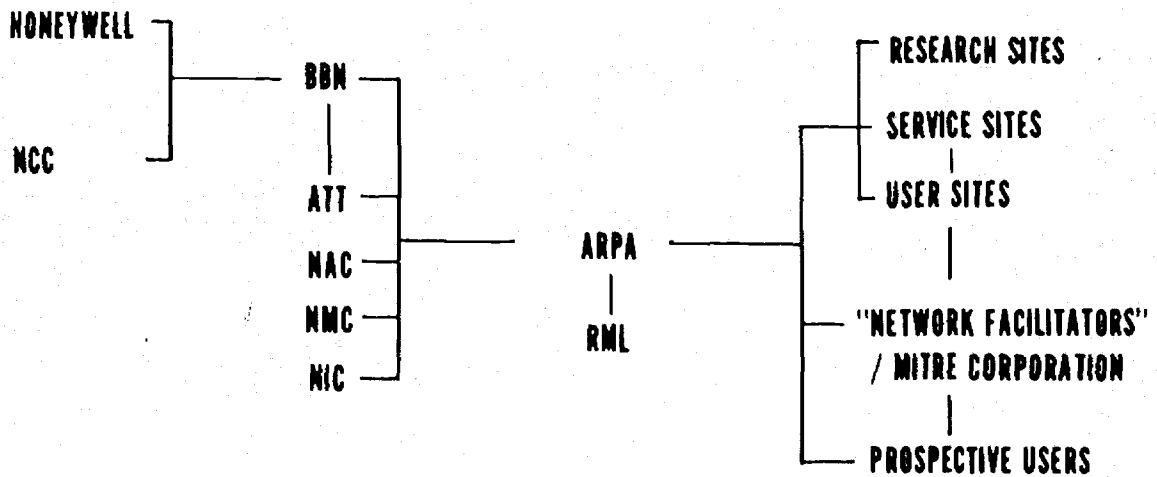 HONEYWELL
NCC
BBN
ATT
NAC
NMC
NIC
ARPA
RML
RESEARCH SITES
SERVICE SITES
USER SITES
"NETWORK FACILITATORS"
/ MITRE CORPORATION
PROSPECTIVE USERS